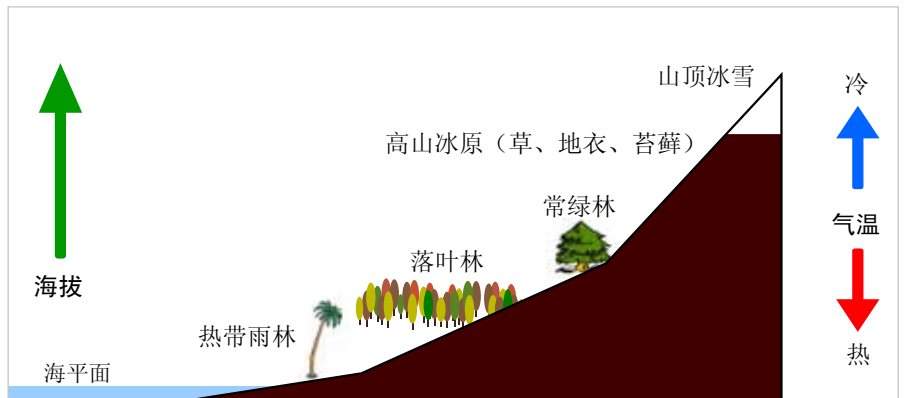 山顶冰雪
冷
高山冰原（草、地衣、苔藓）
常绿林
气温
落叶林
海拔
热带雨林
热
海平面